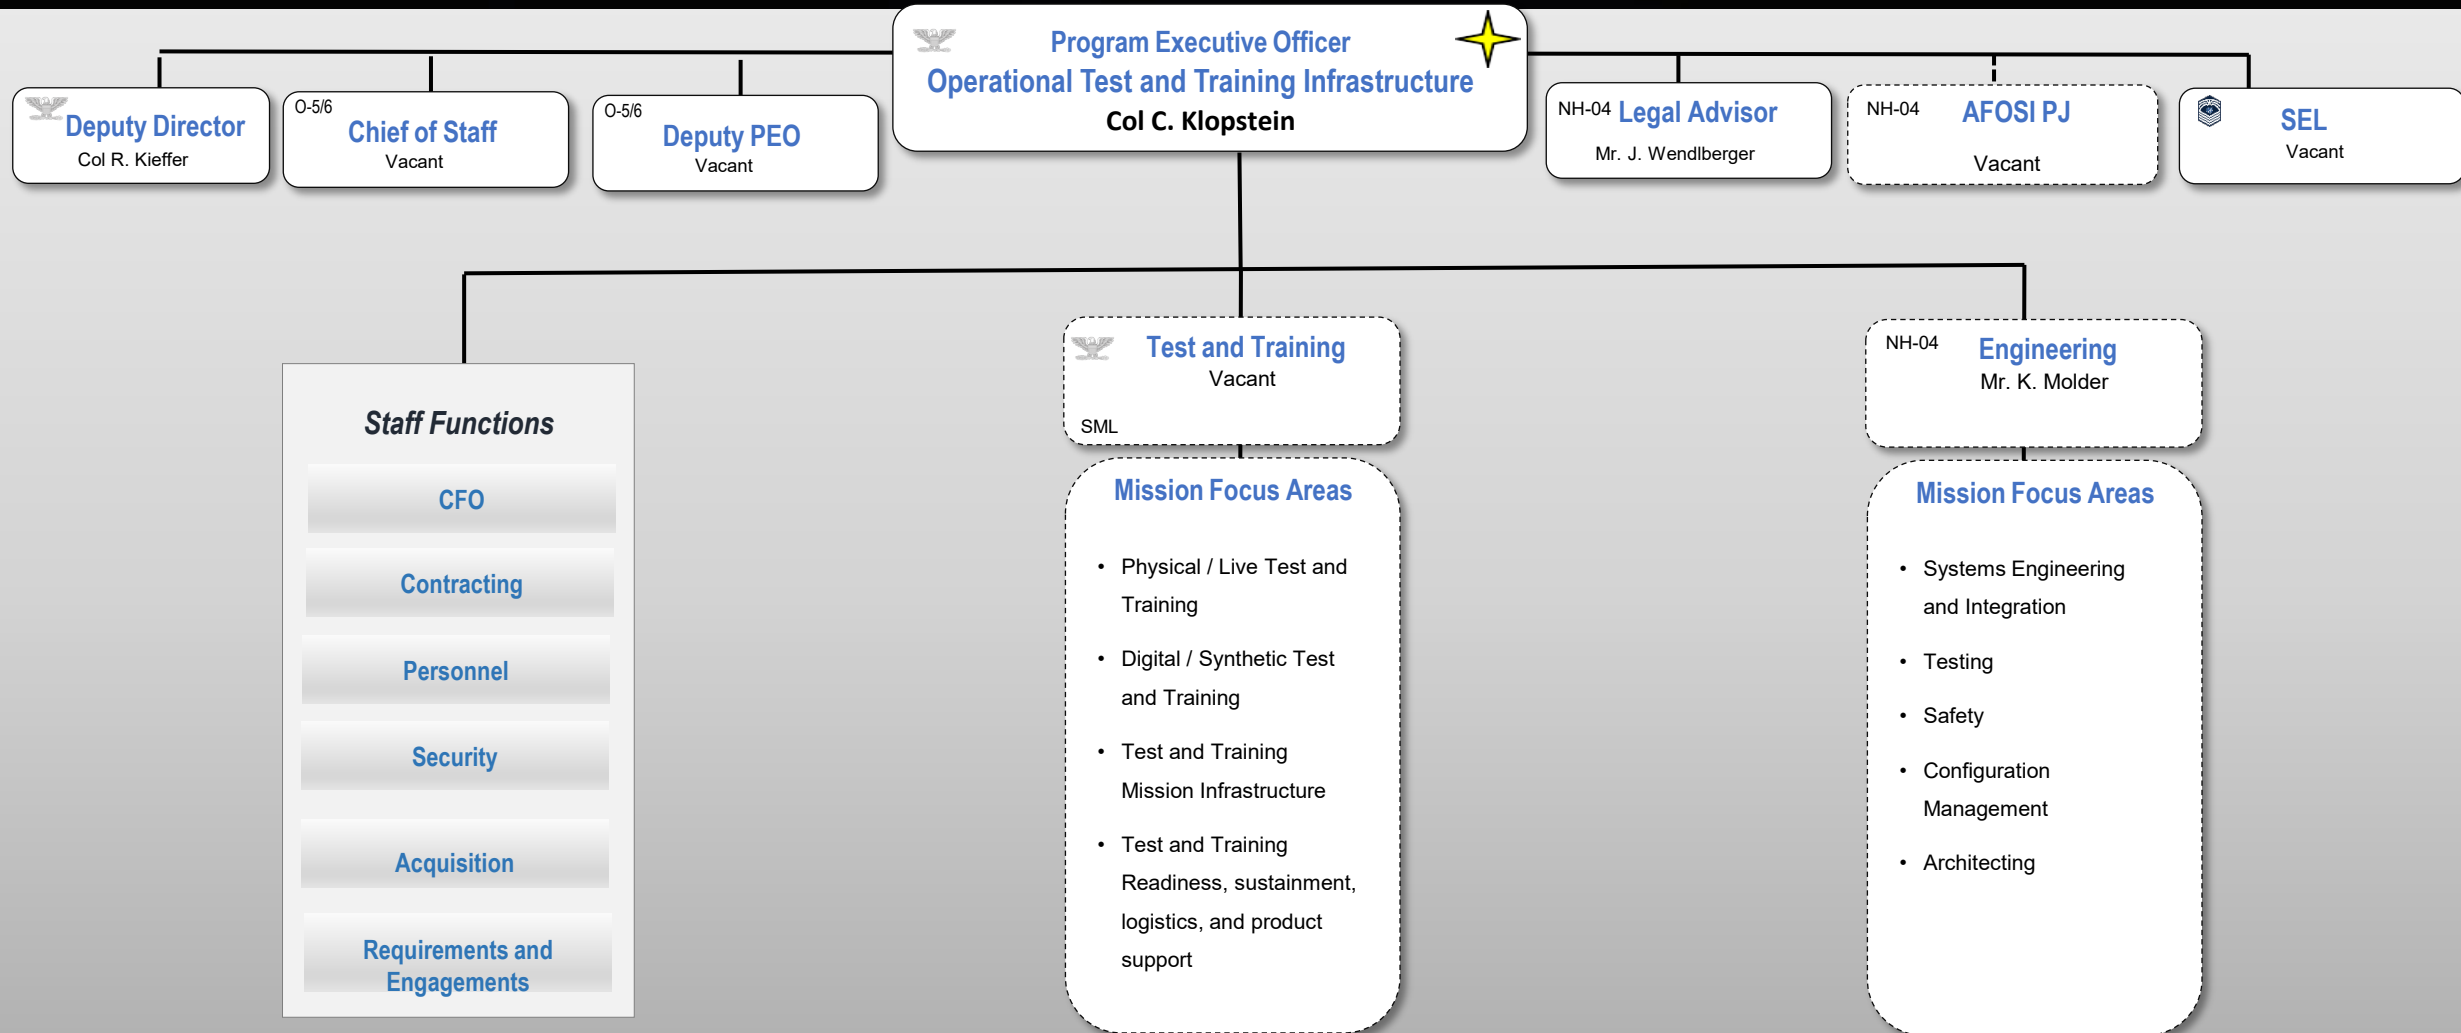 Program Executive Officer
Operational Test and Training Infrastructure
Col C. Klopstein
Deputy Director
Col R. Kieffer
O-5/6
Chief of Staff
Vacant
O-5/6
Deputy PEO
Vacant
NH-04 Legal Advisor
Mr. J. Wendlberger
NH-04 AFOSI PJ
Vacant
SEL
Vacant
Staff Functions
CFO
Contracting
Personnel
Security
Acquisition
Requirements and
Engagements
Test and Training
Vacant
SML
Mission Focus Areas
• Physical / Live Test and
Training
• Digital / Synthetic Test
and Training
• Test and Training
Mission Infrastructure
• Test and Training
Readiness, sustainment,
logistics, and product
support
NH-04 Engineering
Mr. K. Molder
Mission Focus Areas
• Systems Engineering
and Integration
• Testing
• Safety
• Configuration
Management
• Architecting